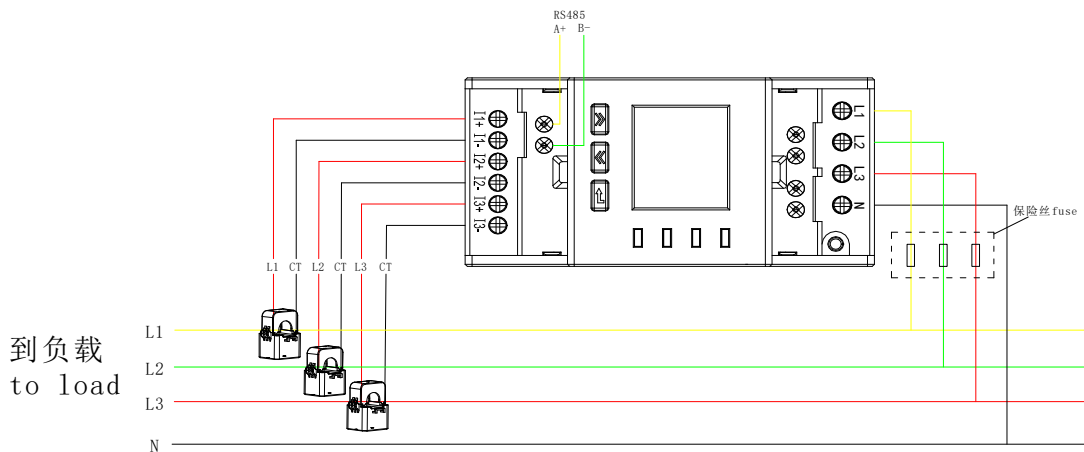 RS485
A+ B-
I1+
I1-
I2+
I2-
I3+
I3-
L1
L2
L3
N
保险丝fuse
L1 CT L2 CT L3 CT
到负载
to load
L1
L2
L3
N